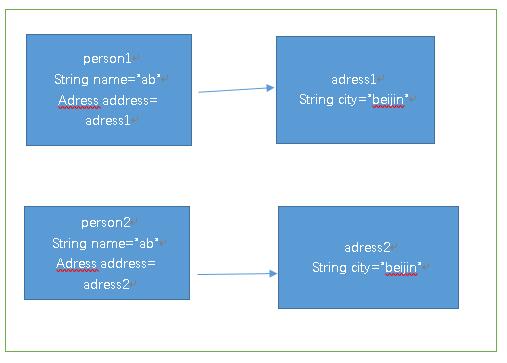 person1
String name="ab"
Adress address=
adress1
adress1
String city="beijin"
person2
String name="ab"
Adress address=
adress2
adress2
String city="beijin"